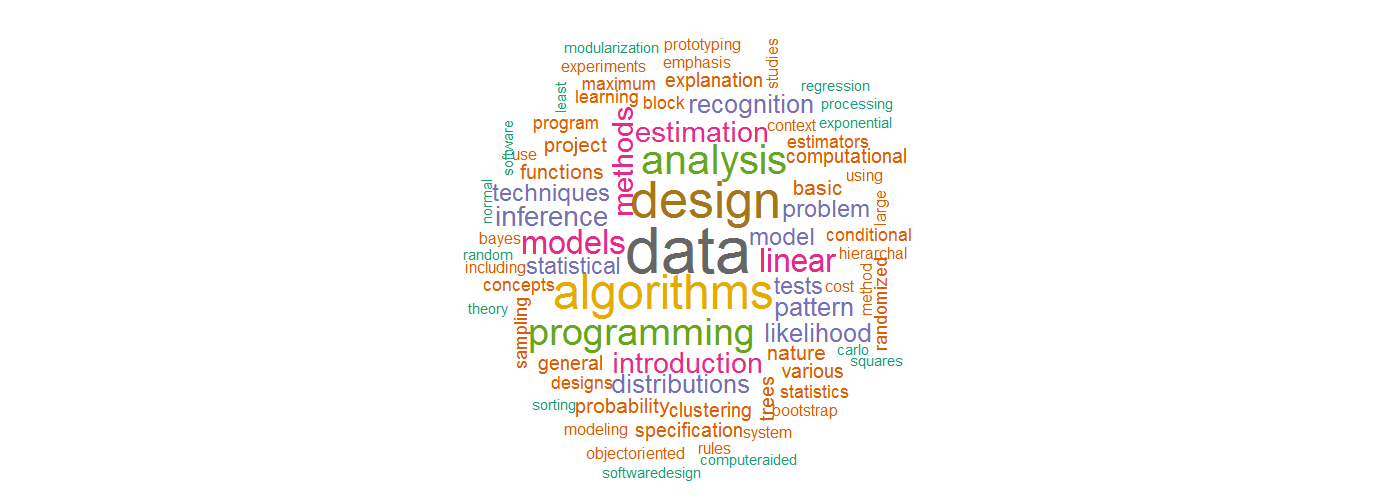 modularization
prototyping
studies
experiments
emphasis
least
maximum
explanation
regression
learning
block
recognition
processing
software
program
methods
estimation
context
exponential
use
project
analysis
estimators
computational
functions
using
normal
techniques
design
basic
large
inference
problem
bayes
models
data
model
conditional
random
linear
hierarchal
including
statistical
concepts
algorithms
tests
cost
method
randomized
theory
sampling
programming
pattern
likelihood
general
introduction
nature
carlo
squares
designs
distributions
various
trees
statistics
sorting
probability
clustering
bootstrap
modeling
specification
system
objectoriented
rules
computeraided
softwaredesign